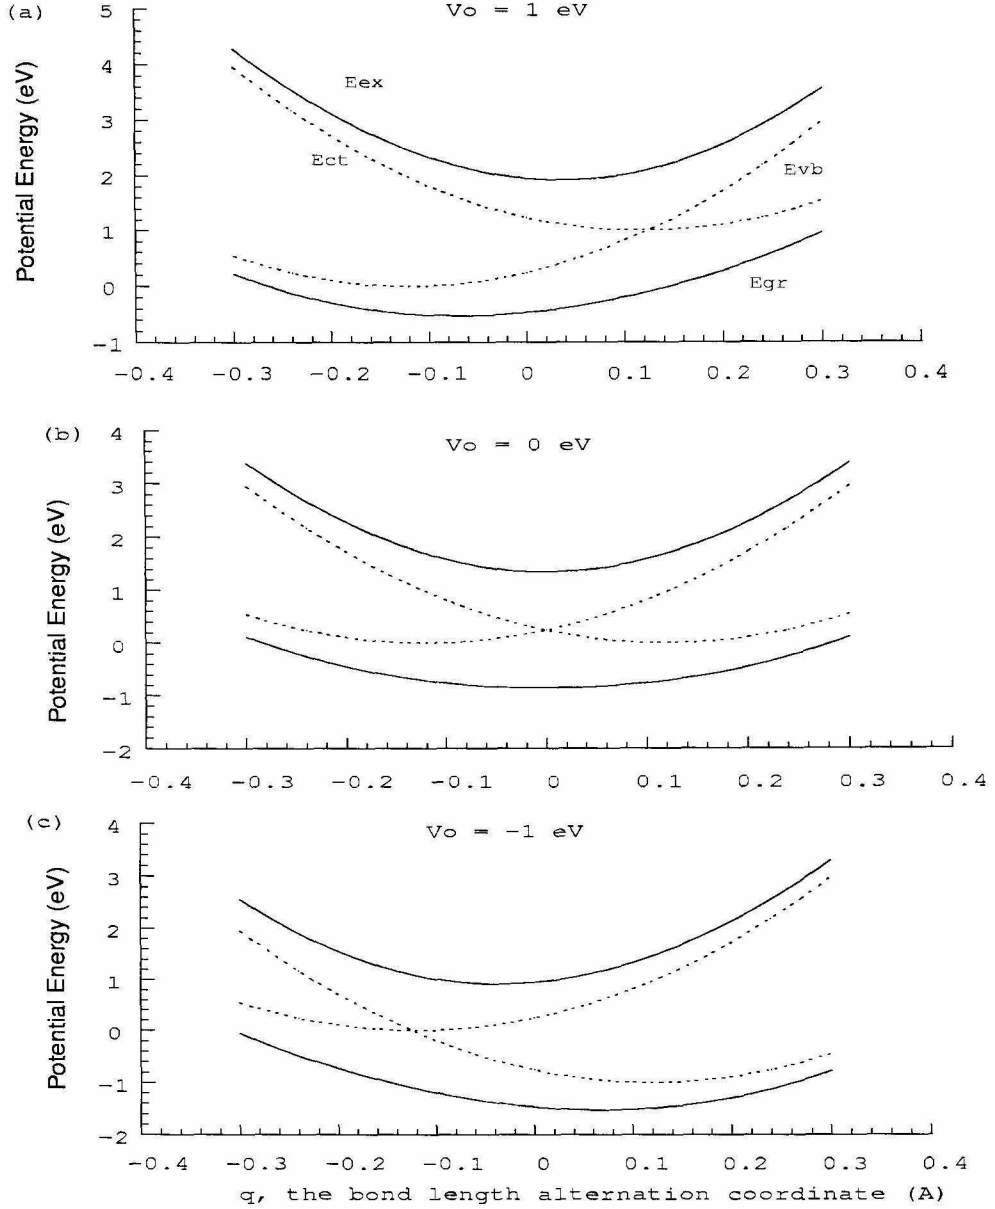 (a)
Vo = 1 eV
Potential Energy (eV)
5
4
3
2
1
0
-1
Eex
Ect
Evb
Egr
-0.4 -0.3 -0.2 -0.1 0 0.1 0.2 0.3 0.4
(b)
Vo = 0 eV
Potential Energy (eV)
4
3
2
1
0
-1
-2
-0.4 -0.3 -0.2 -0.1 0 0.1 0.2 0.3 0.4
(c)
Vo = -1 eV
Potential Energy (eV)
4
3
2
1
0
-1
-2
-0.4 -0.3 -0.2 -0.1 0 0.1 0.2 0.3 0.4
q, the bond length alternation coordinate (A)